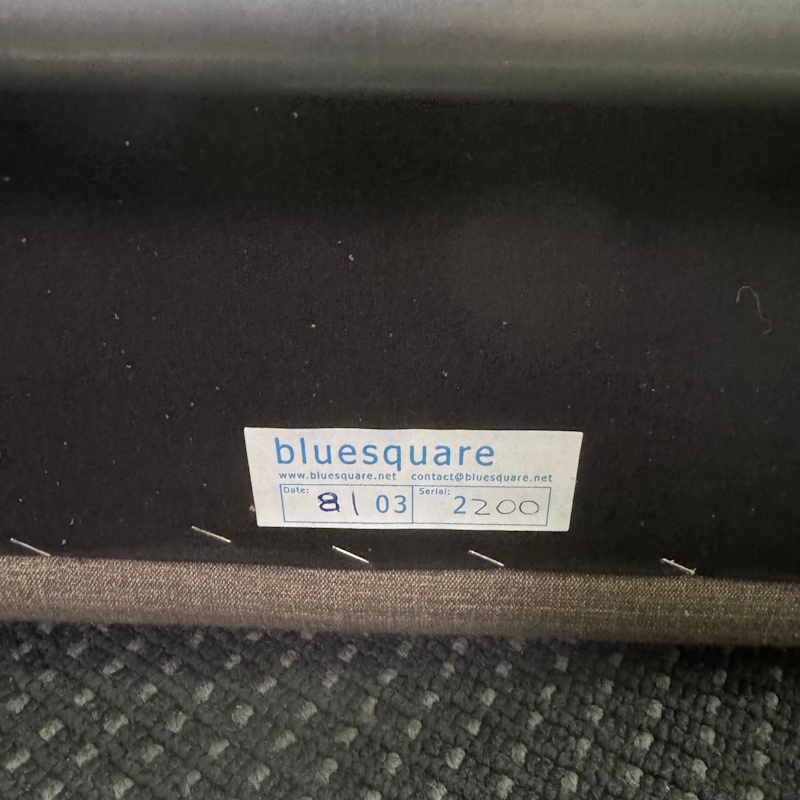 bluesquare
www.bluesquare.net contact@bluesquare.net
Date: 8| 03 Serial: 2200